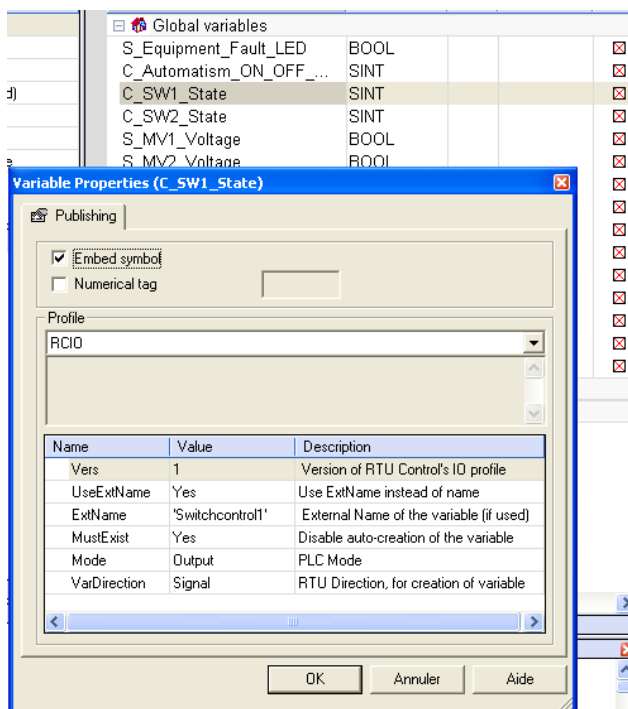 Global variables
S_Equipment_Fault_LED BOOL
C_Automatism_ON_OFF_... SINT
C_SW1_State SINT
C_SW2_State SINT
S_MV1_Voltage BOOL
S_MV2_Voltage BOOL
Variable Properties (C_SW1_State)
Publishing
Embed symbol
Numerical tag
Profile
RCIO
Name Value Description
Vers 1 Version of RTU Control's IO profile
UseExtName Yes Use ExtName instead of name
ExtName 'Switchcontrol1' External Name of the variable (if used)
MustExist Yes Disable auto-creation of the variable
Mode Output PLC Mode
VarDirection Signal RTU Direction, for creation of variable
OK Annuler Aide